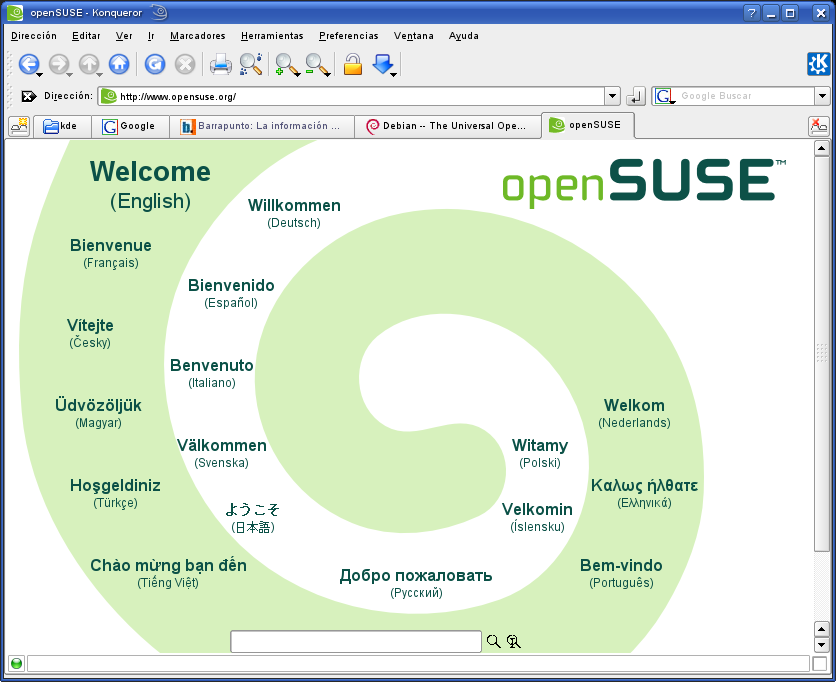 openSUSE - Konqueror
Dirección Editar Ver Ir Marcadores Herramientas Preferencias Ventana Ayuda
Dirección: http://www.opensuse.org/ Google Buscar
kde Google Barrapunto: La información ... Debian -- The Universal Ope... openSUSE
openSUSE™
Welcome
(English)
Willkommen
(Deutsch)
Bienvenue
(Français)
Bienvenido
(Español)
Vítejte
(Česky)
Benvenuto
(Italiano)
Üdvözöljük
(Magyar)
Welkom
(Nederlands)
Välkommen
(Svenska)
Witamy
(Polski)
Hoşgeldiniz
(Türkçe)
Καλως ήλθατε
(Ελληνικά)
ようこそ
(日本語)
Velkomin
(Íslensku)
Chào mừng bạn đến
(Tiếng Việt)
Добро пожаловать
(Русский)
Bem-vindo
(Português)